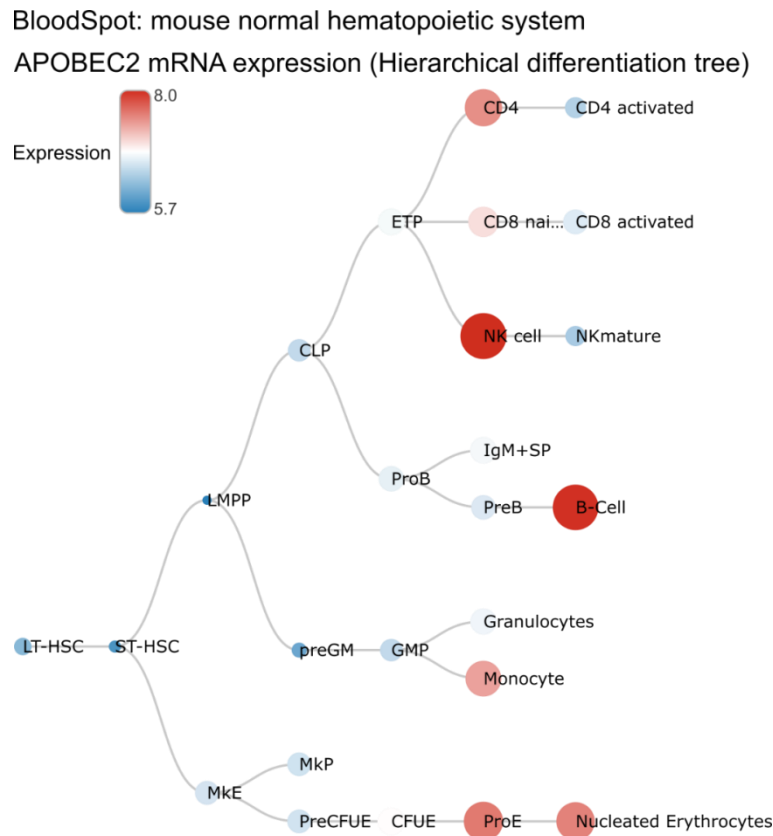 BloodSpot: mouse normal hematopoietic system
APOBEC2 mRNA expression (Hierarchical differentiation tree)
8.0
Expression
5.7
CD4
CD4 activated
ETP
CD8 nai...
CD8 activated
NK cell
NKmature
CLP
IgM+SP
ProB
PreB
B-Cell
LMPP
Granulocytes
LT-HSC
ST-HSC
preGM
GMP
Monocyte
MkP
MkE
PreCFUE
CFUE
ProE
Nucleated Erythrocytes